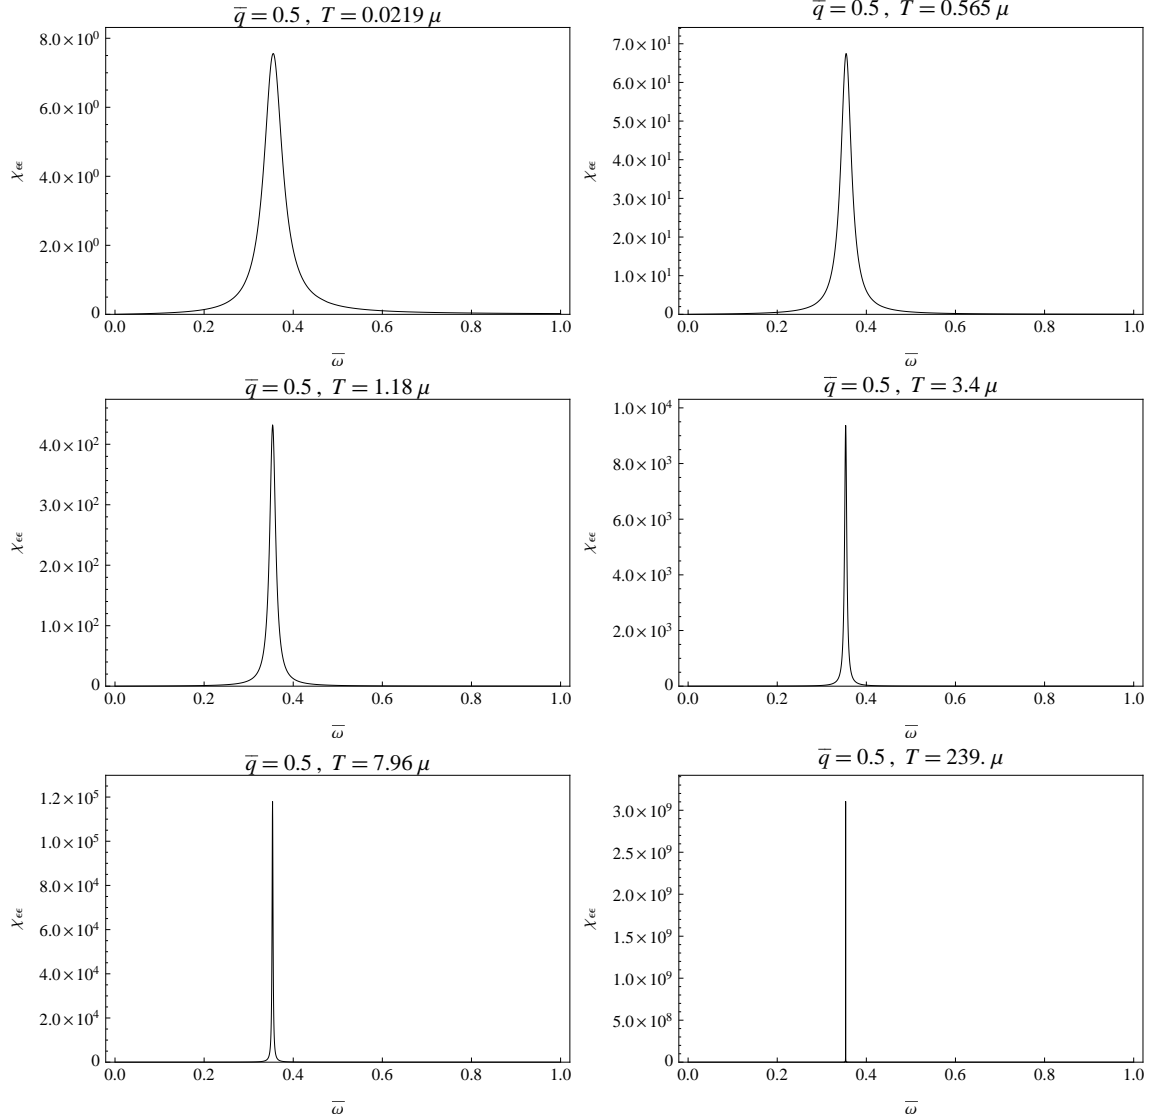 q̅ = 0.5 , T = 0.0219 μ
8.0×10⁰
6.0×10⁰
4.0×10⁰
2.0×10⁰
0
χ_ϵϵ
0.0 0.2 0.4 0.6 0.8 1.0
ω̅
q̅ = 0.5 , T = 0.565 μ
7.0×10¹
6.0×10¹
5.0×10¹
4.0×10¹
3.0×10¹
2.0×10¹
1.0×10¹
0
χ_ϵϵ
0.0 0.2 0.4 0.6 0.8 1.0
ω̅
q̅ = 0.5 , T = 1.18 μ
4.0×10²
3.0×10²
2.0×10²
1.0×10²
0
χ_ϵϵ
0.0 0.2 0.4 0.6 0.8 1.0
ω̅
q̅ = 0.5 , T = 3.4 μ
1.0×10⁴
8.0×10³
6.0×10³
4.0×10³
2.0×10³
0
χ_ϵϵ
0.0 0.2 0.4 0.6 0.8 1.0
ω̅
q̅ = 0.5 , T = 7.96 μ
1.2×10⁵
1.0×10⁵
8.0×10⁴
6.0×10⁴
4.0×10⁴
2.0×10⁴
0
χ_ϵϵ
0.0 0.2 0.4 0.6 0.8 1.0
ω̅
q̅ = 0.5 , T = 239. μ
3.0×10⁹
2.5×10⁹
2.0×10⁹
1.5×10⁹
1.0×10⁹
5.0×10⁸
0
χ_ϵϵ
0.0 0.2 0.4 0.6 0.8 1.0
ω̅